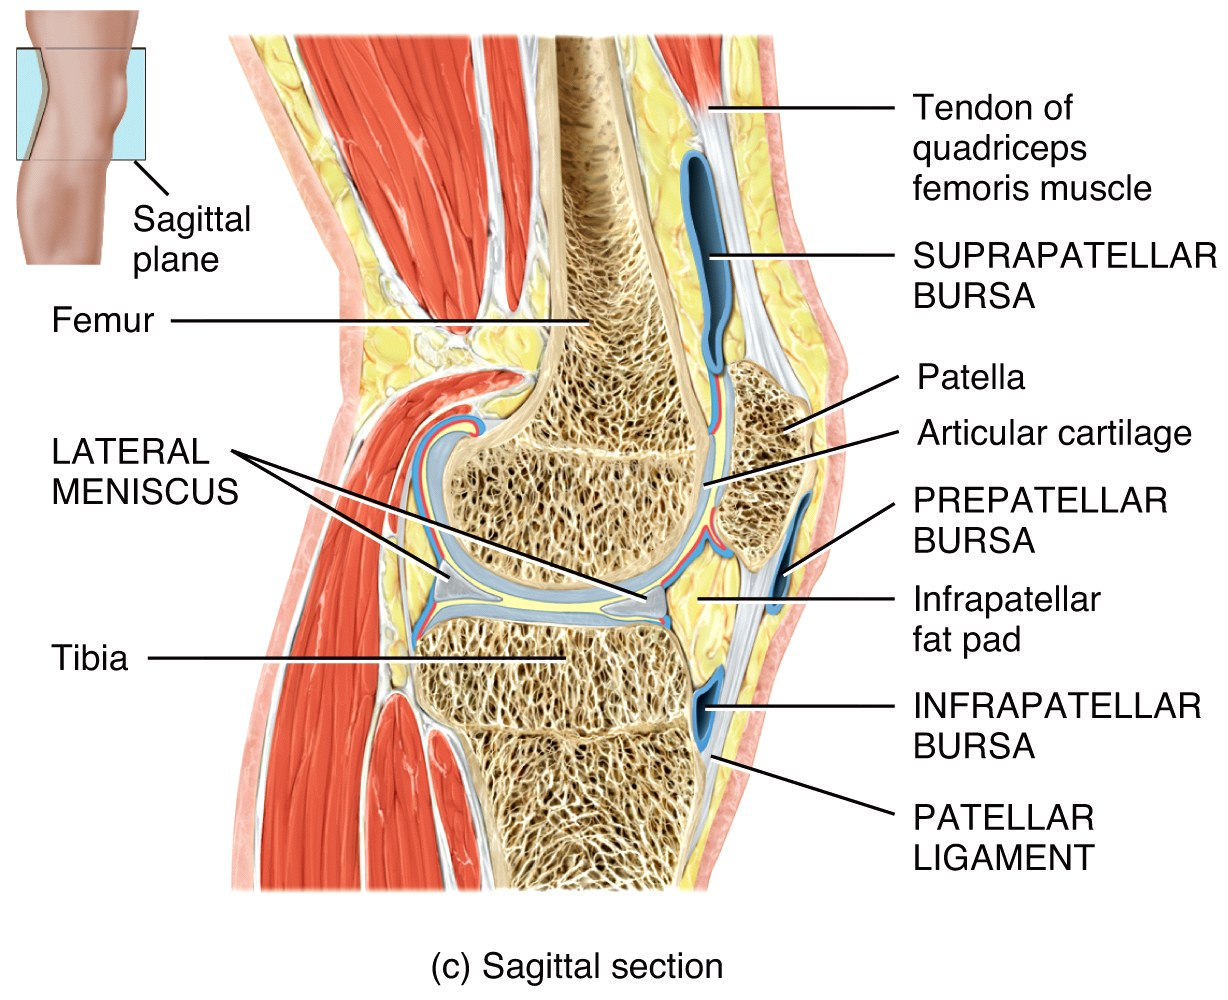 Sagittal
plane
Femur
LATERAL
MENISCUS
Tibia
Tendon of
quadriceps
femoris muscle
SUPRAPATELLAR
BURSA
Patella
Articular cartilage
PREPATELLAR
BURSA
Infrapatellar
fat pad
INFRAPATELLAR
BURSA
PATELLAR
LIGAMENT
(c) Sagittal section